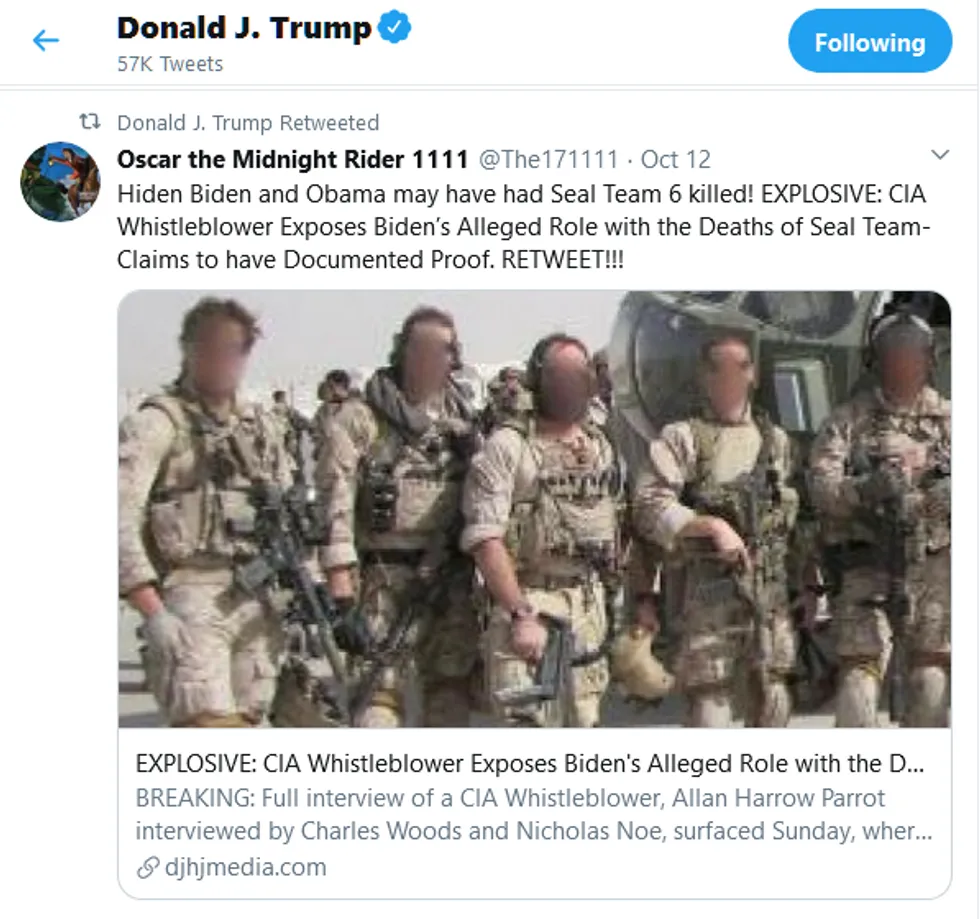 Donald J. Trump
Following
57K Tweets
Donald J. Trump Retweeted
Oscar the Midnight Rider 1111 @The171111 · Oct 12
Hiden Biden and Obama may have had Seal Team 6 killed! EXPLOSIVE: CIA
Whistleblower Exposes Biden’s Alleged Role with the Deaths of Seal Team-
Claims to have Documented Proof. RETWEET!!!
EXPLOSIVE: CIA Whistleblower Exposes Biden's Alleged Role with the D...
BREAKING: Full interview of a CIA Whistleblower, Allan Harrow Parrot
interviewed by Charles Woods and Nicholas Noe, surfaced Sunday, wher...
djhjmedia.com